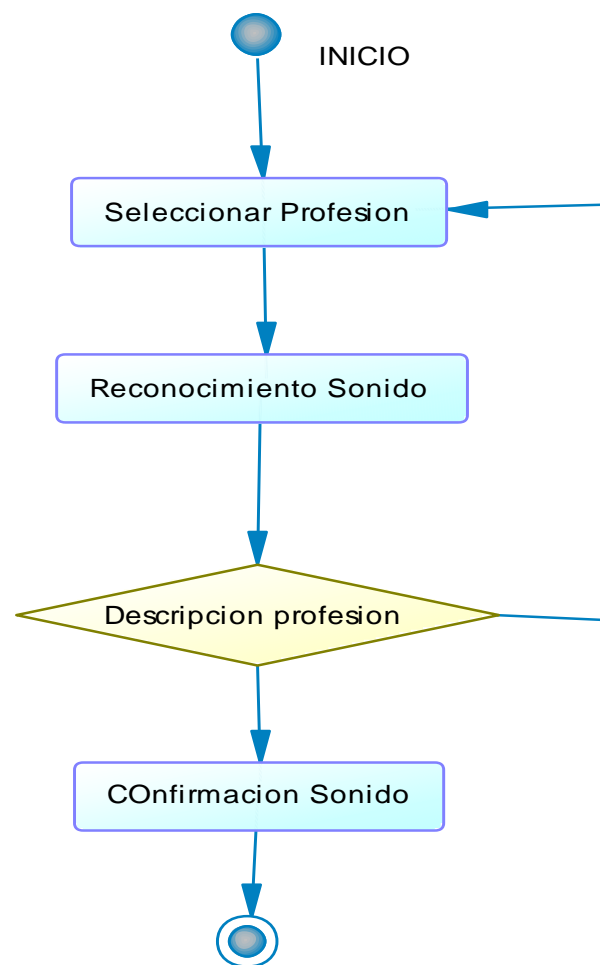 INICIO
Seleccionar Profesion
Reconocimiento Sonido
Descripcion profesion
COnfirmacion Sonido